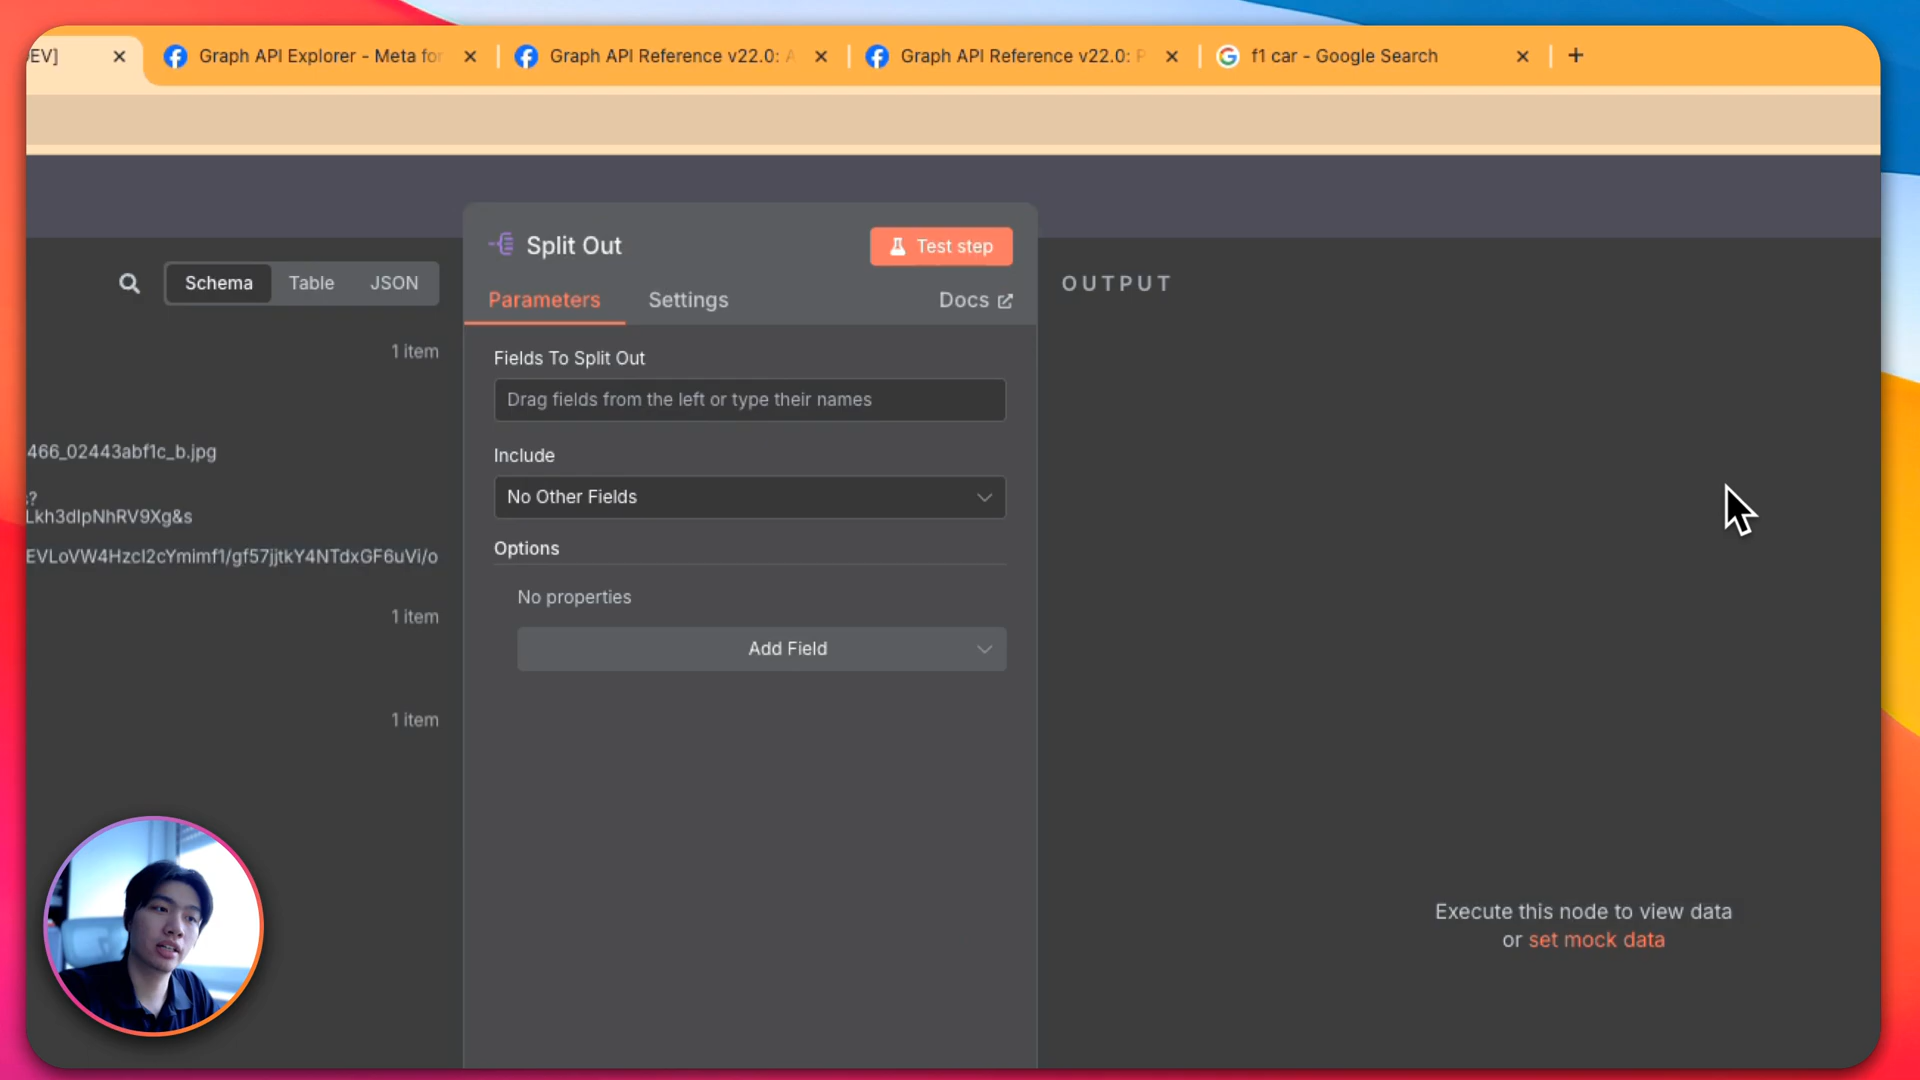 EV]
Graph API Explorer - Meta for
Graph API Reference v22.0: A
Graph API Reference v22.0: P
f1 car - Google Search
Split Out
Test step
Schema
Table
JSON
Parameters
Settings
Docs
OUTPUT
1 item
Fields To Split Out
Drag fields from the left or type their names
466_02443abf1c_b.jpg
Include
No Other Fields
:?
Lkh3dlpNhRV9Xg&s
EVLoVW4HzcI2cYmimf1/gf57jjtkY4NTdxGF6uVi/o
Options
No properties
1 item
Add Field
1 item
Execute this node to view data
or set mock data